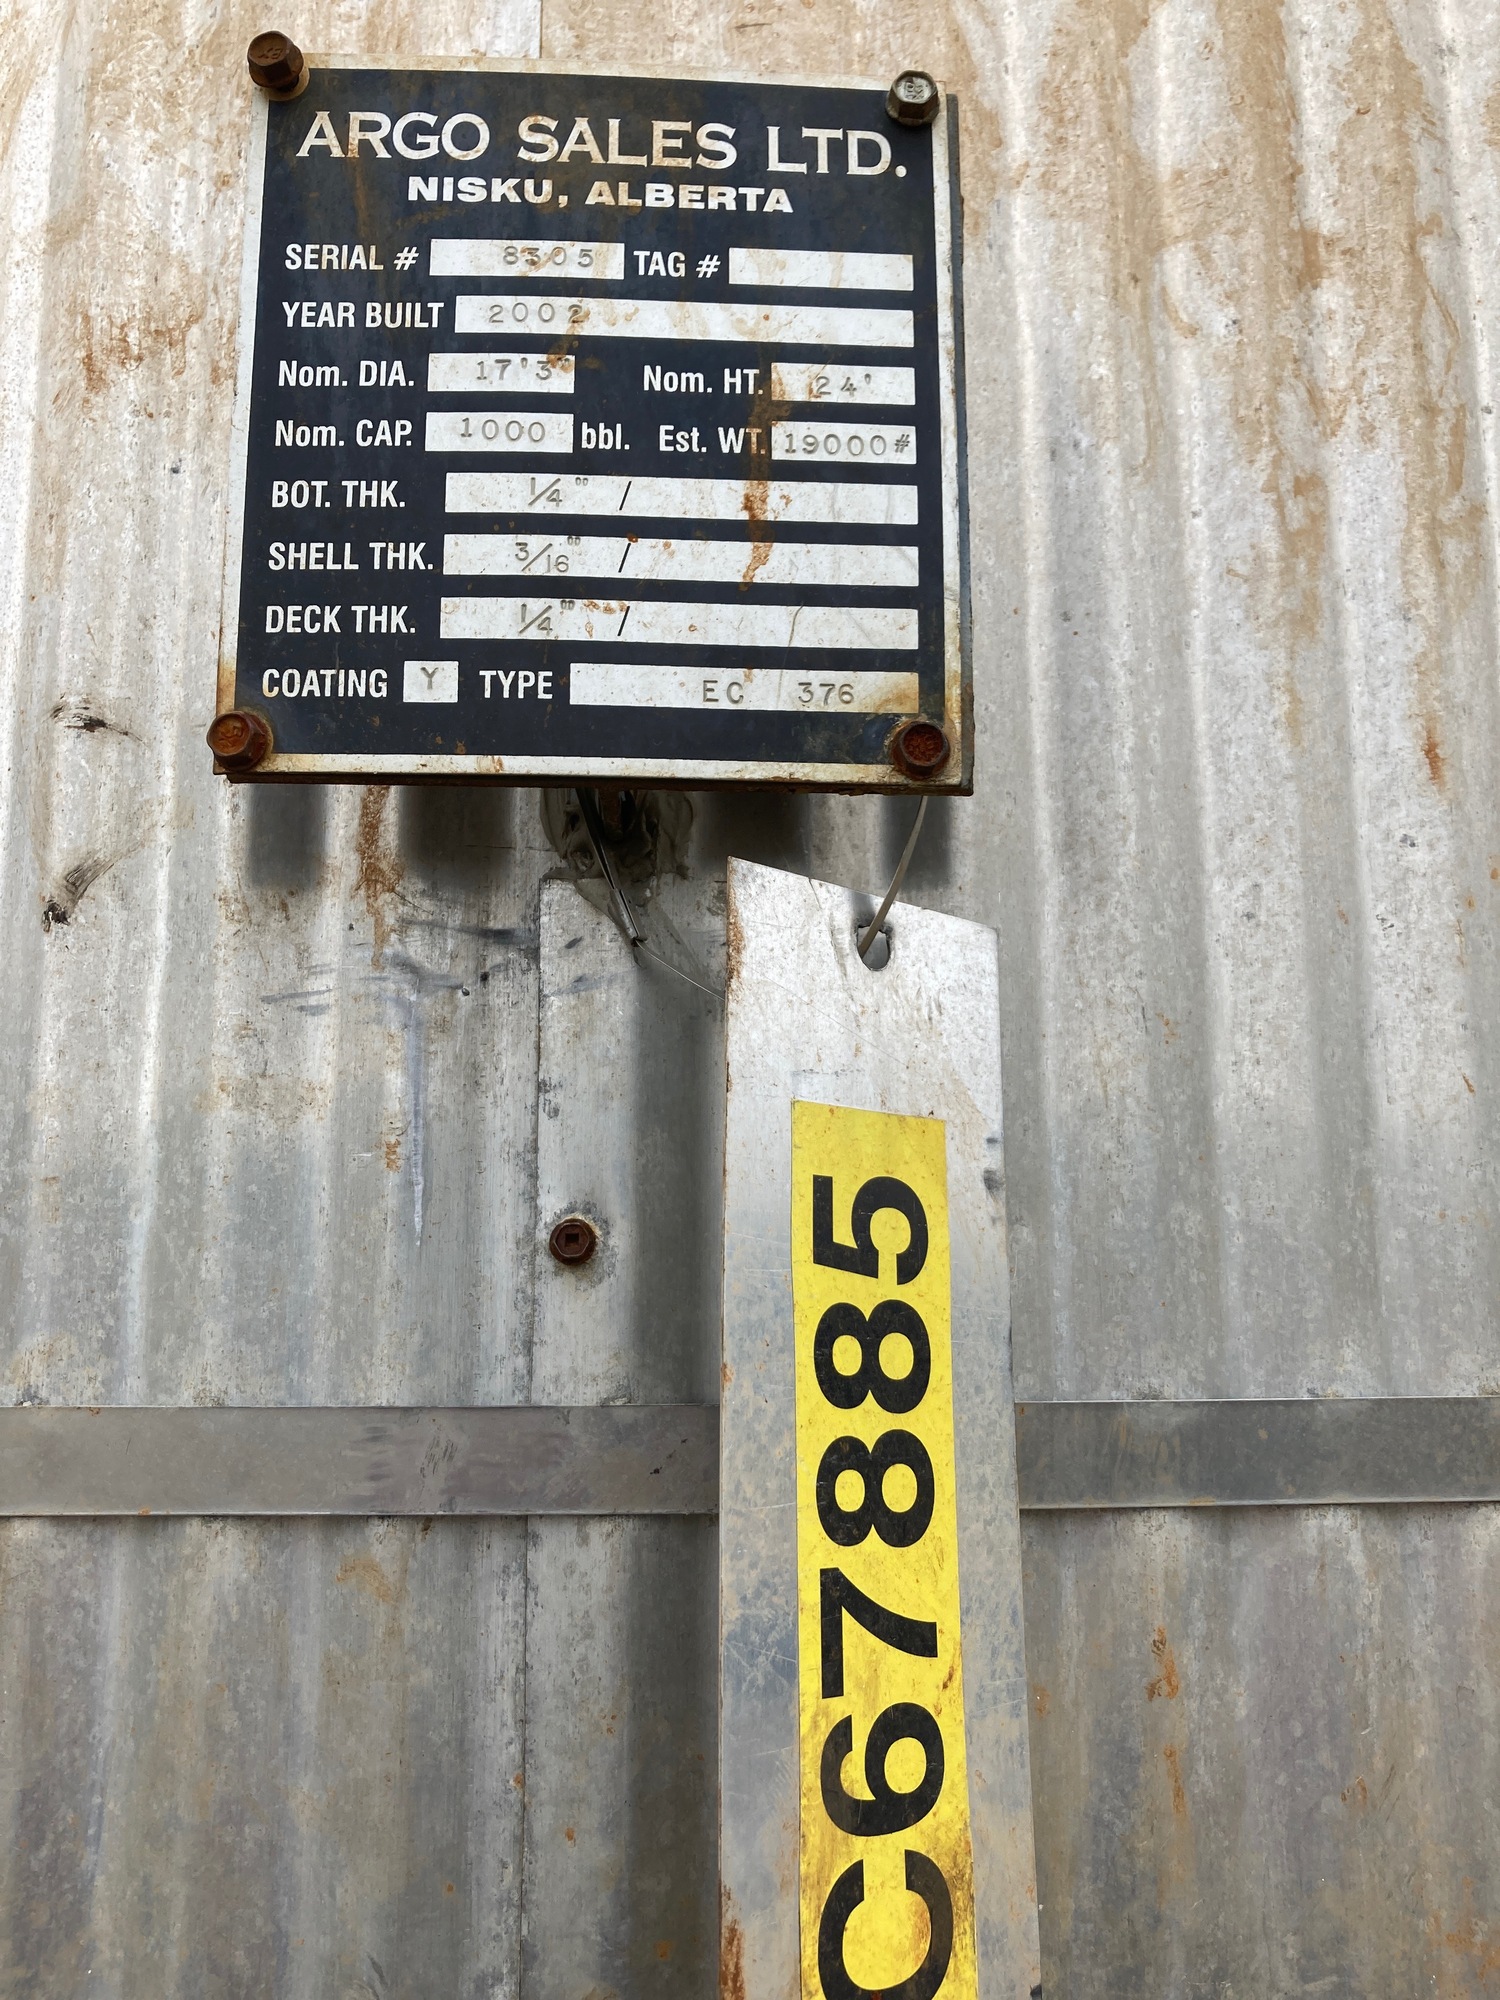 ARGO SALES LTD.
NISKU, ALBERTA
SERIAL # 8305 TAG #
YEAR BUILT 2002
Nom. DIA. 17'3" Nom. HT. 24'
Nom. CAP. 1000 bbl. Est. WT. 19000#
BOT. THK. 1/4" /
SHELL THK. 3/16" /
DECK THK. 1/4" /
COATING Y TYPE EC 376
C67885